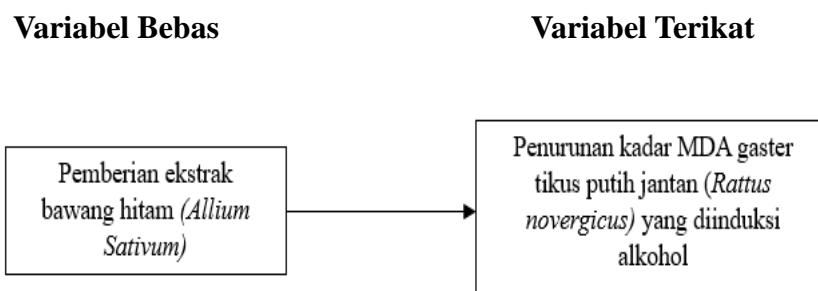 Variabel Bebas
Variabel Terikat
Pemberian ekstrak
bawang hitam (Allium
Sativum)
Penurunan kadar MDA gaster
tikus putih jantan (Rattus
novergicus) yang diinduksi
alkohol